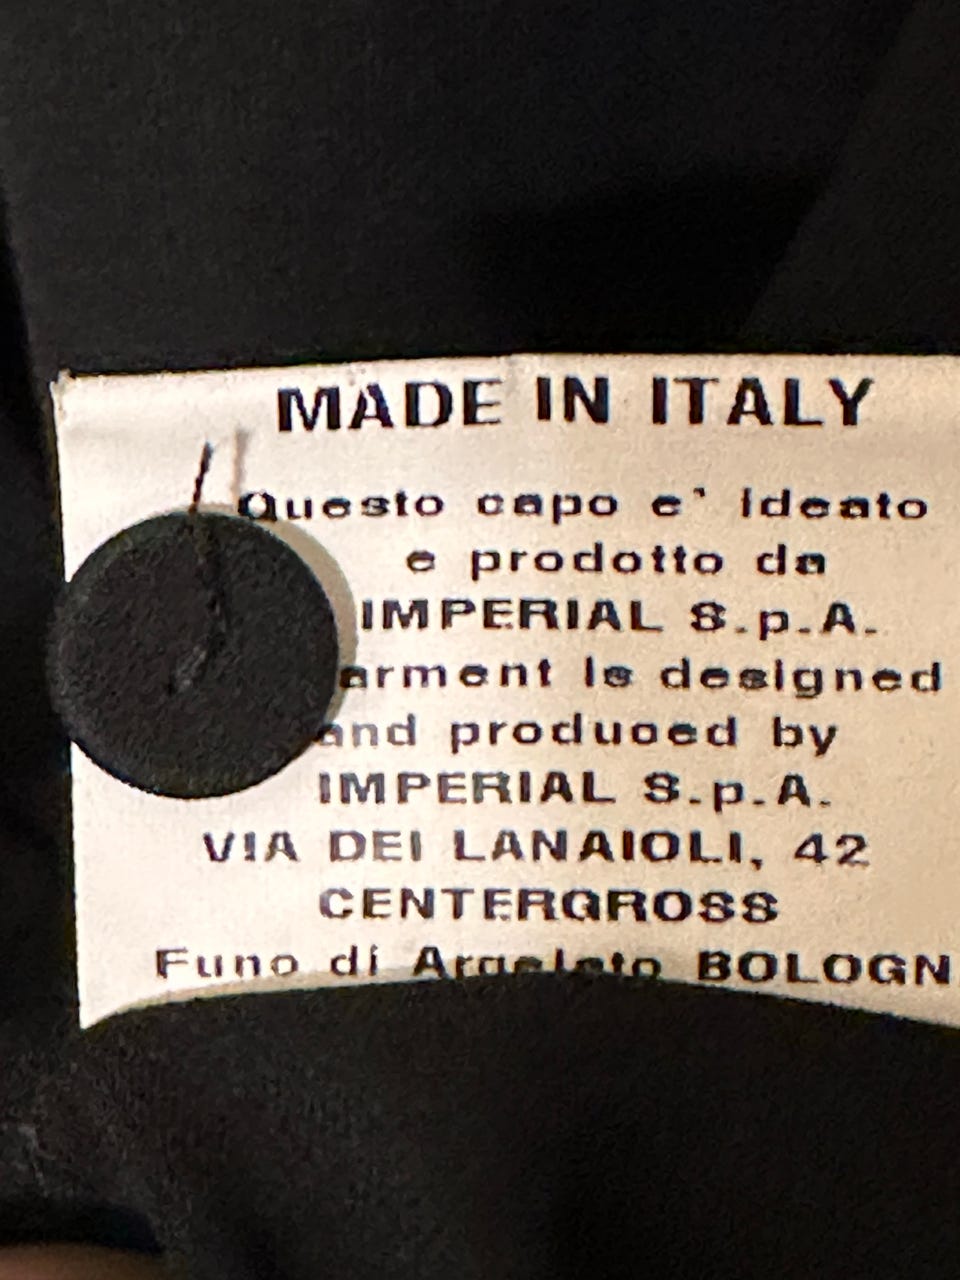 MADE IN ITALY
Questo capo e' ideato
e prodotto da
IMPERIAL S.p.A.
arment is designed
and produced by
IMPERIAL S.p.A.
VIA DEI LANAIOLI, 42
CENTERGROSS
Funo di Argelato BOLOGN